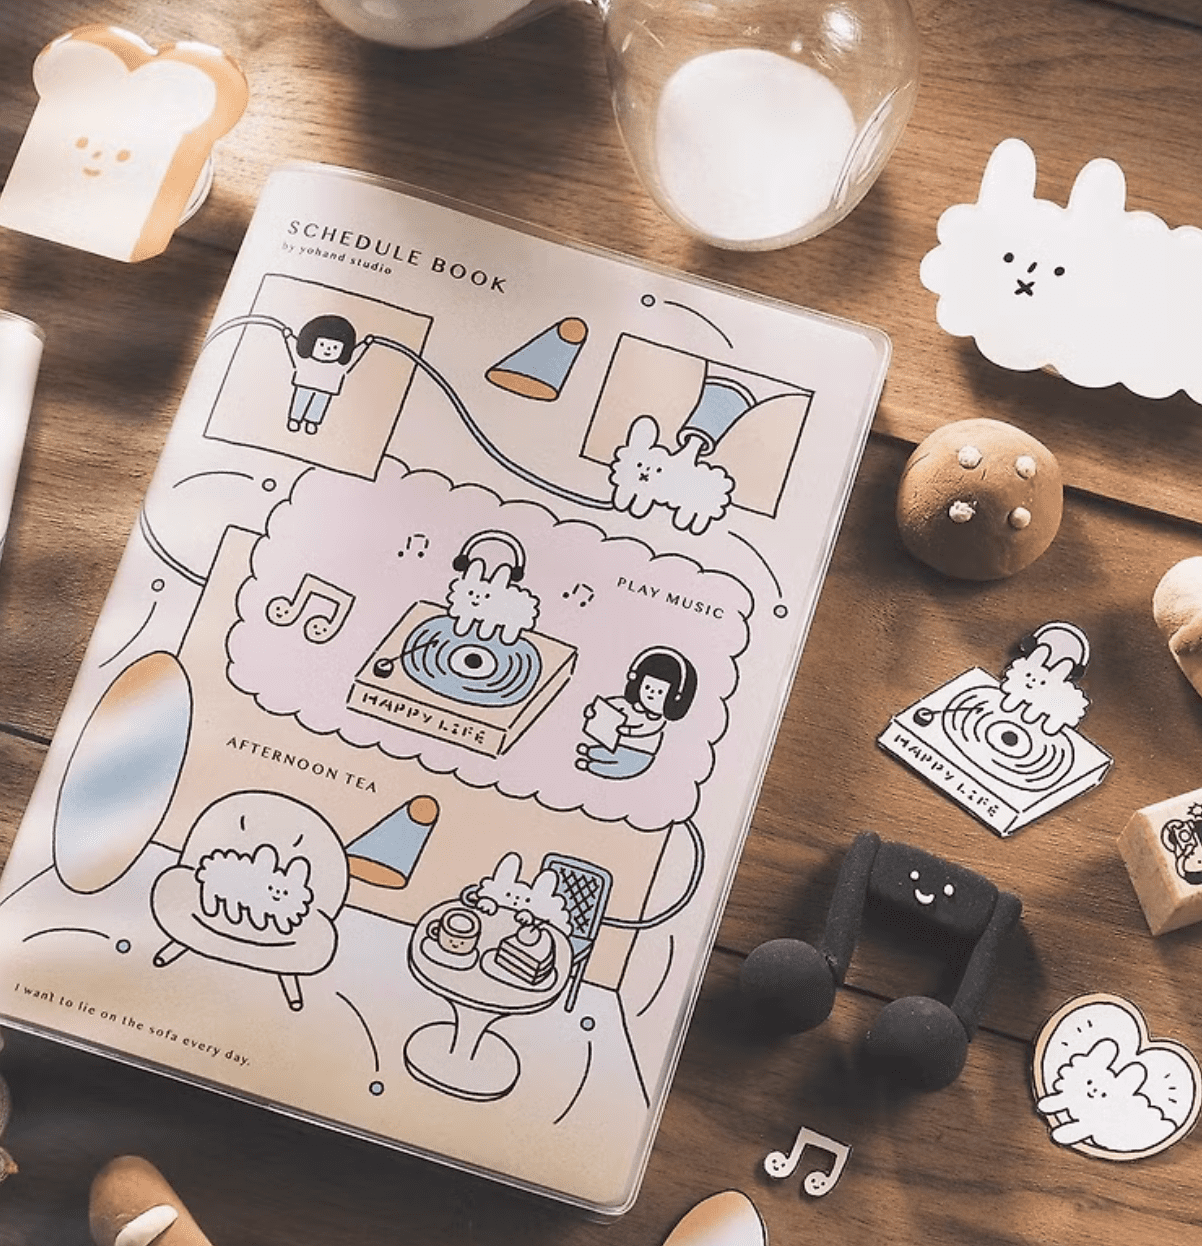 SCHEDULE BOOK
by yohand studio
PLAY MUSIC
HAPPY LIFE
AFTERNOON TEA
I want to lie on the sofa every day.
HAPPY LIFE